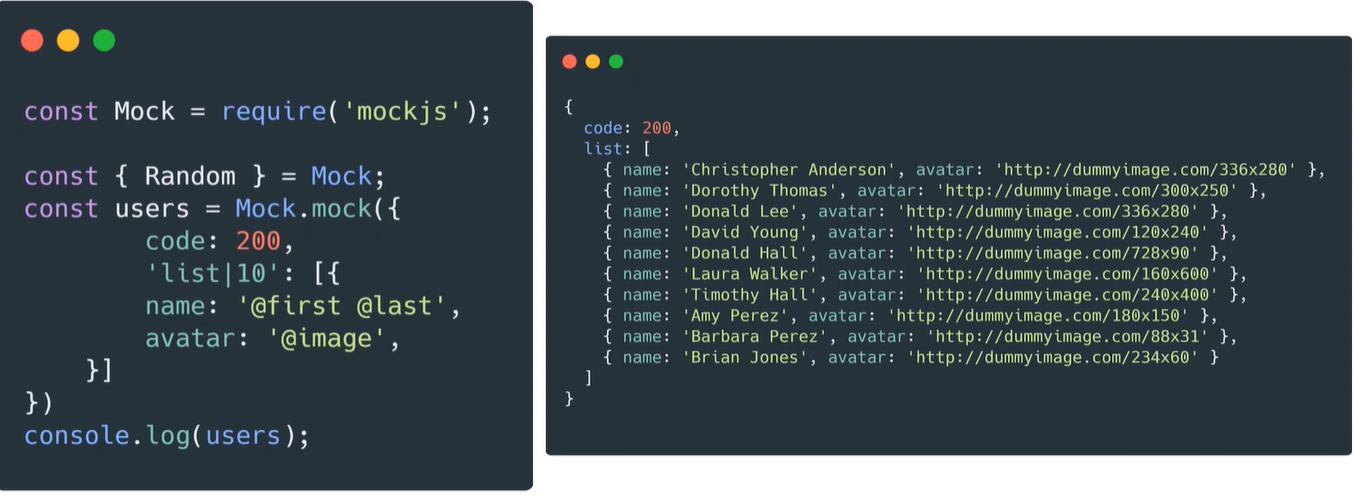 const Mock = require('mockjs');
const { Random } = Mock;
const users = Mock.mock({
code: 200,
'list|10': [{
name: '@first @last',
avatar: '@image',
}]
})
console.log(users);
{
code: 200,
list: [
{ name: 'Christopher Anderson', avatar: 'http://dummyimage.com/336x280' },
{ name: 'Dorothy Thomas', avatar: 'http://dummyimage.com/300x250' },
{ name: 'Donald Lee', avatar: 'http://dummyimage.com/336x280' },
{ name: 'David Young', avatar: 'http://dummyimage.com/120x240' },
{ name: 'Donald Hall', avatar: 'http://dummyimage.com/728x90' },
{ name: 'Laura Walker', avatar: 'http://dummyimage.com/160x600' },
{ name: 'Timothy Hall', avatar: 'http://dummyimage.com/240x400' },
{ name: 'Amy Perez', avatar: 'http://dummyimage.com/180x150' },
{ name: 'Barbara Perez', avatar: 'http://dummyimage.com/88x31' },
{ name: 'Brian Jones', avatar: 'http://dummyimage.com/234x60' }
]
}